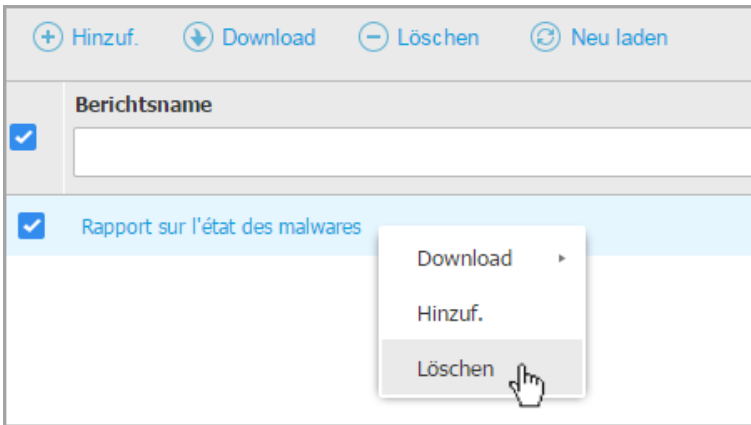 Hinzuf. Download Löschen Neu laden
Berichtsname
Rapport sur l'état des malwares
Download
Hinzuf.
Löschen